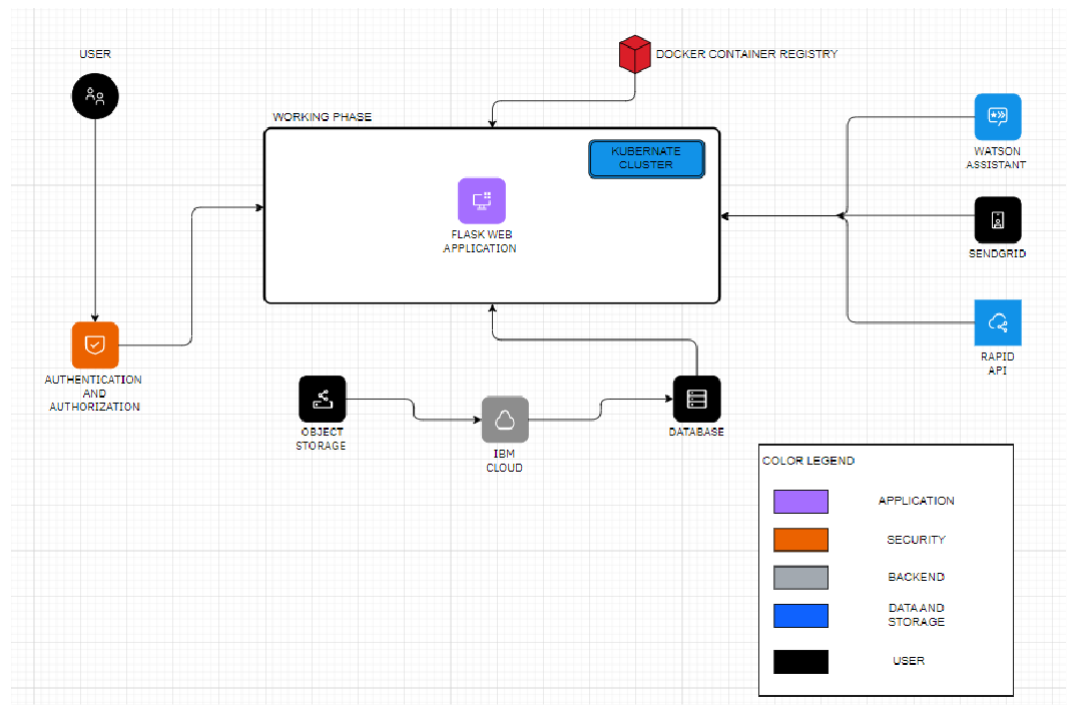 USER
DOCKER CONTAINER REGISTRY
WORKING PHASE
KUBERNATE
CLUSTER
FLASK WEB
APPLICATION
WATSON
ASSISTANT
SENDGRID
RAPID
API
AUTHENTICATION
AND
AUTHORIZATION
OBJECT
STORAGE
IBM
CLOUD
DATABASE
COLOR LEGEND
APPLICATION
SECURITY
BACKEND
DATA AND
STORAGE
USER